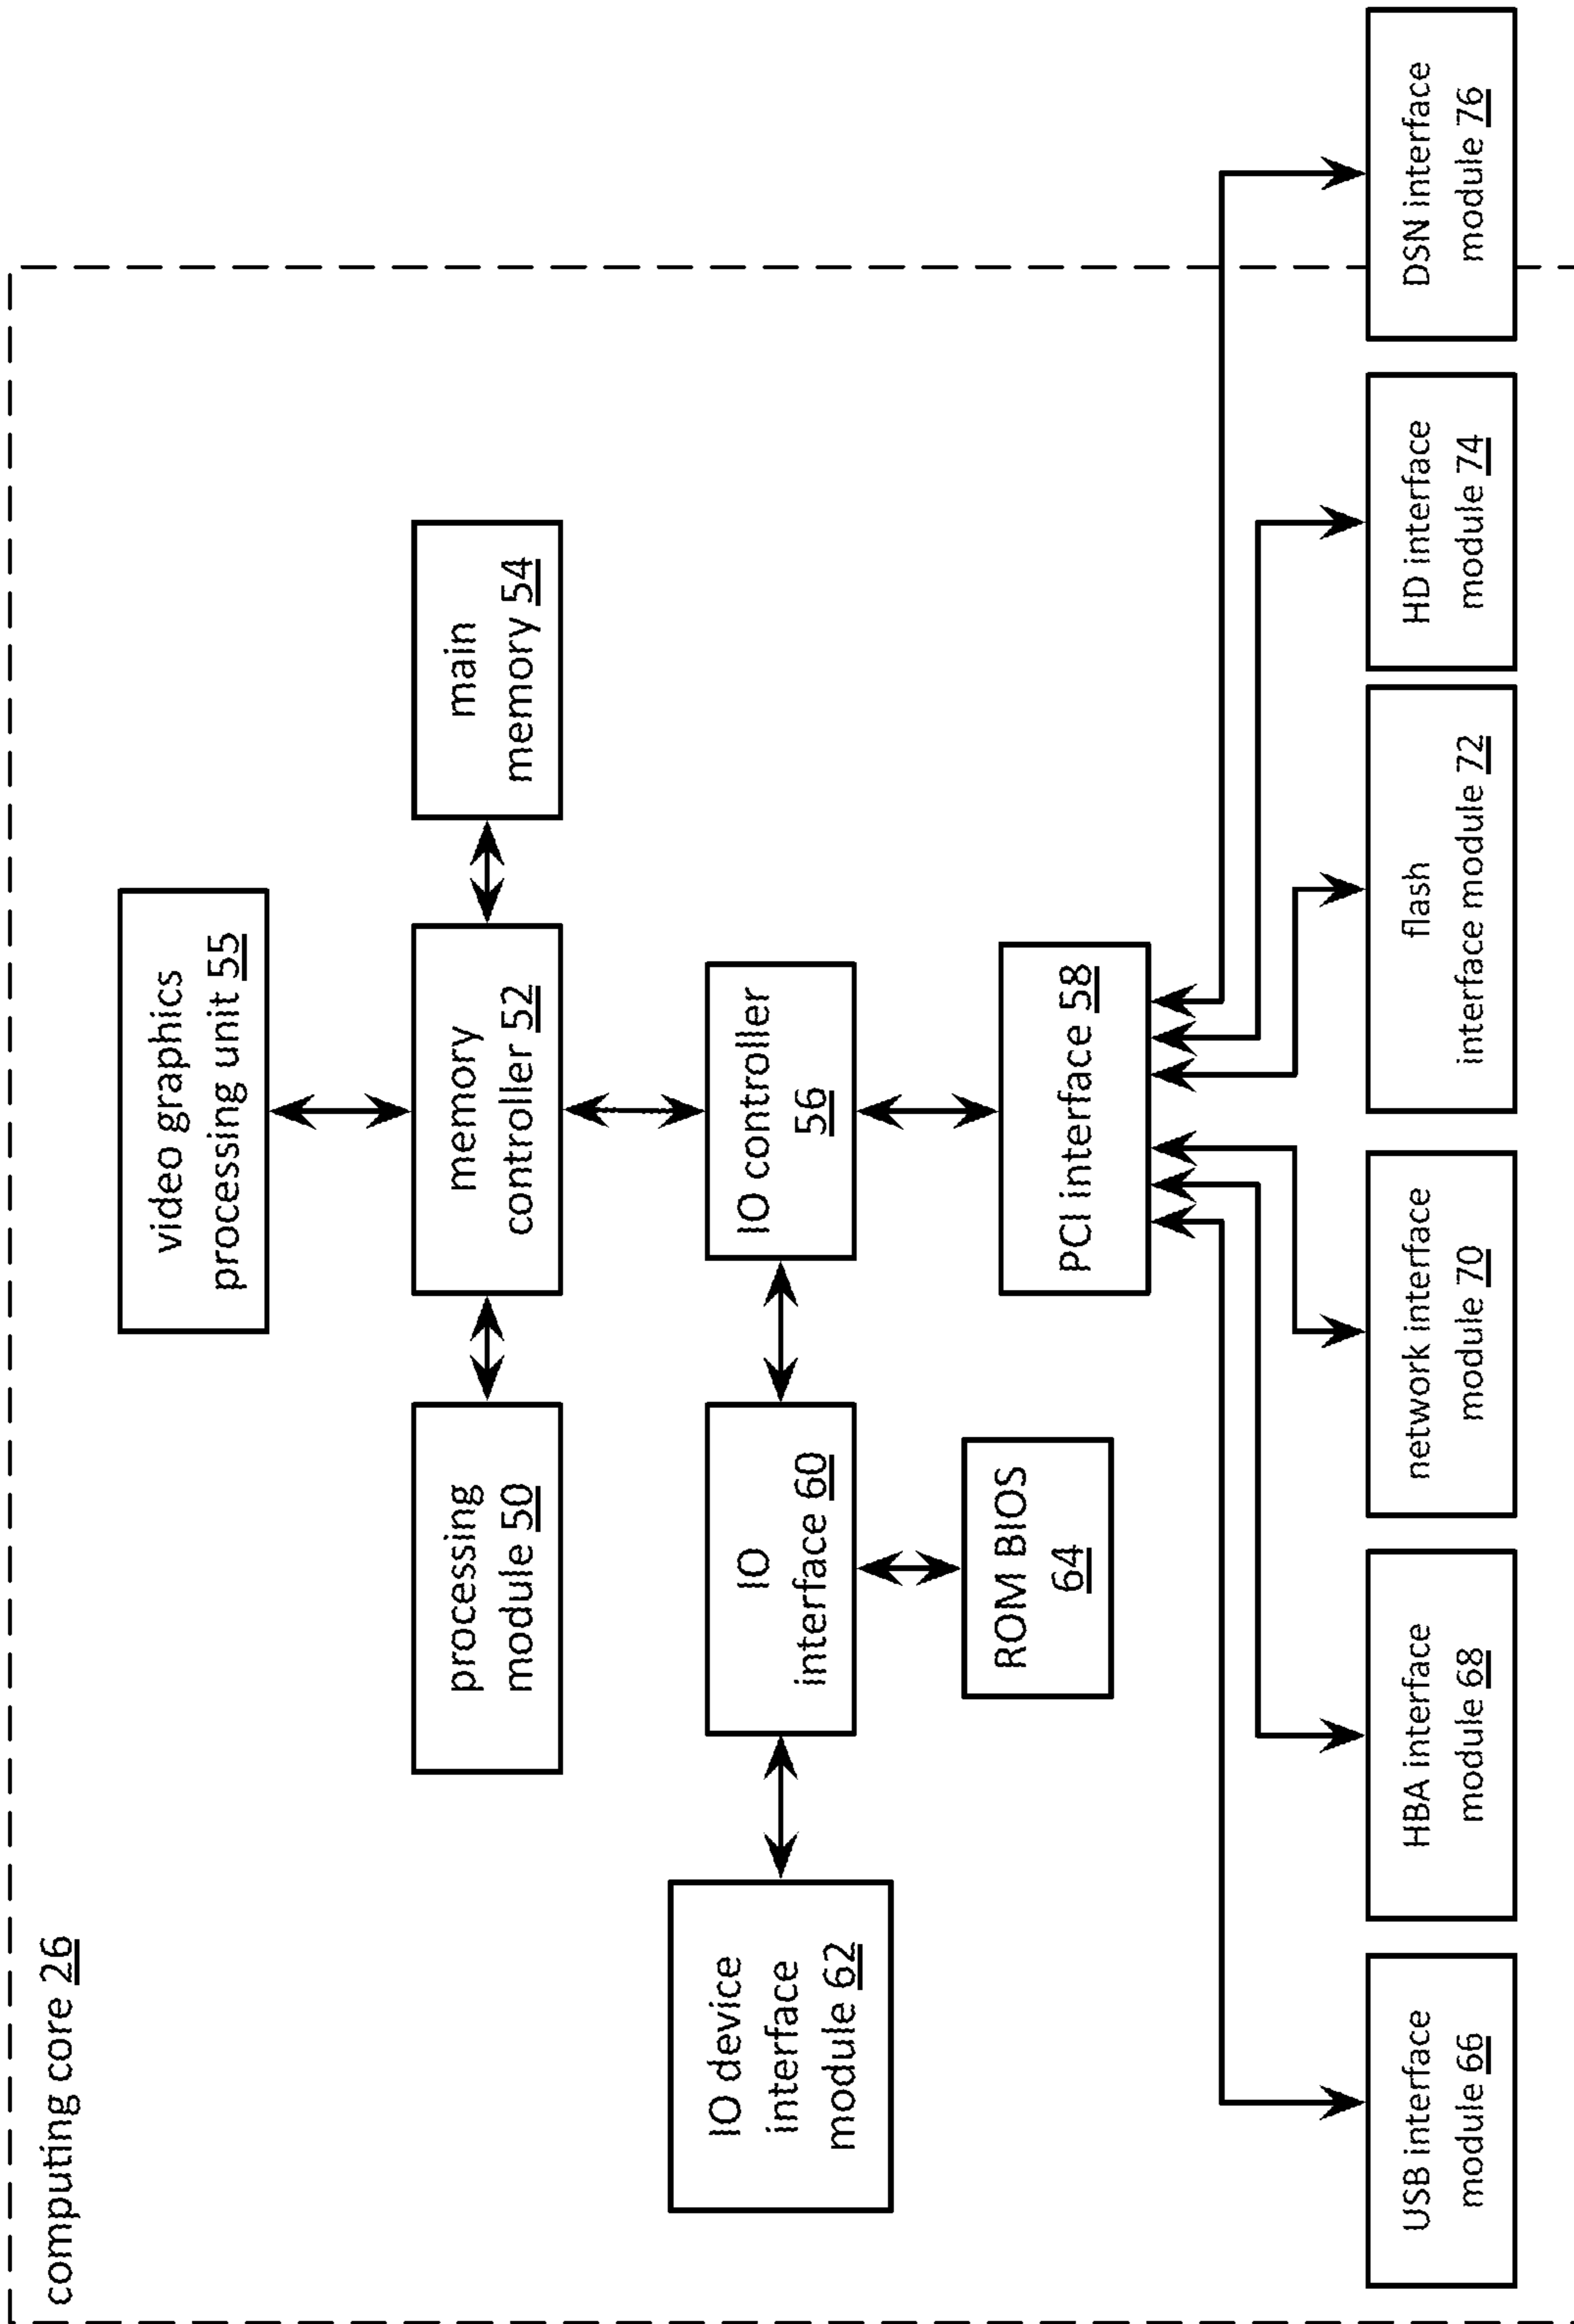 computing core 26
video graphics
processing unit 55
processing
module 50
memory
controller 52
main
memory 54
IO device
interface
module 62
IO
interface 60
IO controller
56
ROM BIOS
64
PCI interface 58
USB interface
module 66
HBA interface
module 68
network interface
module 70
flash
interface module 72
HD interface
module 74
DSN interface
module 76